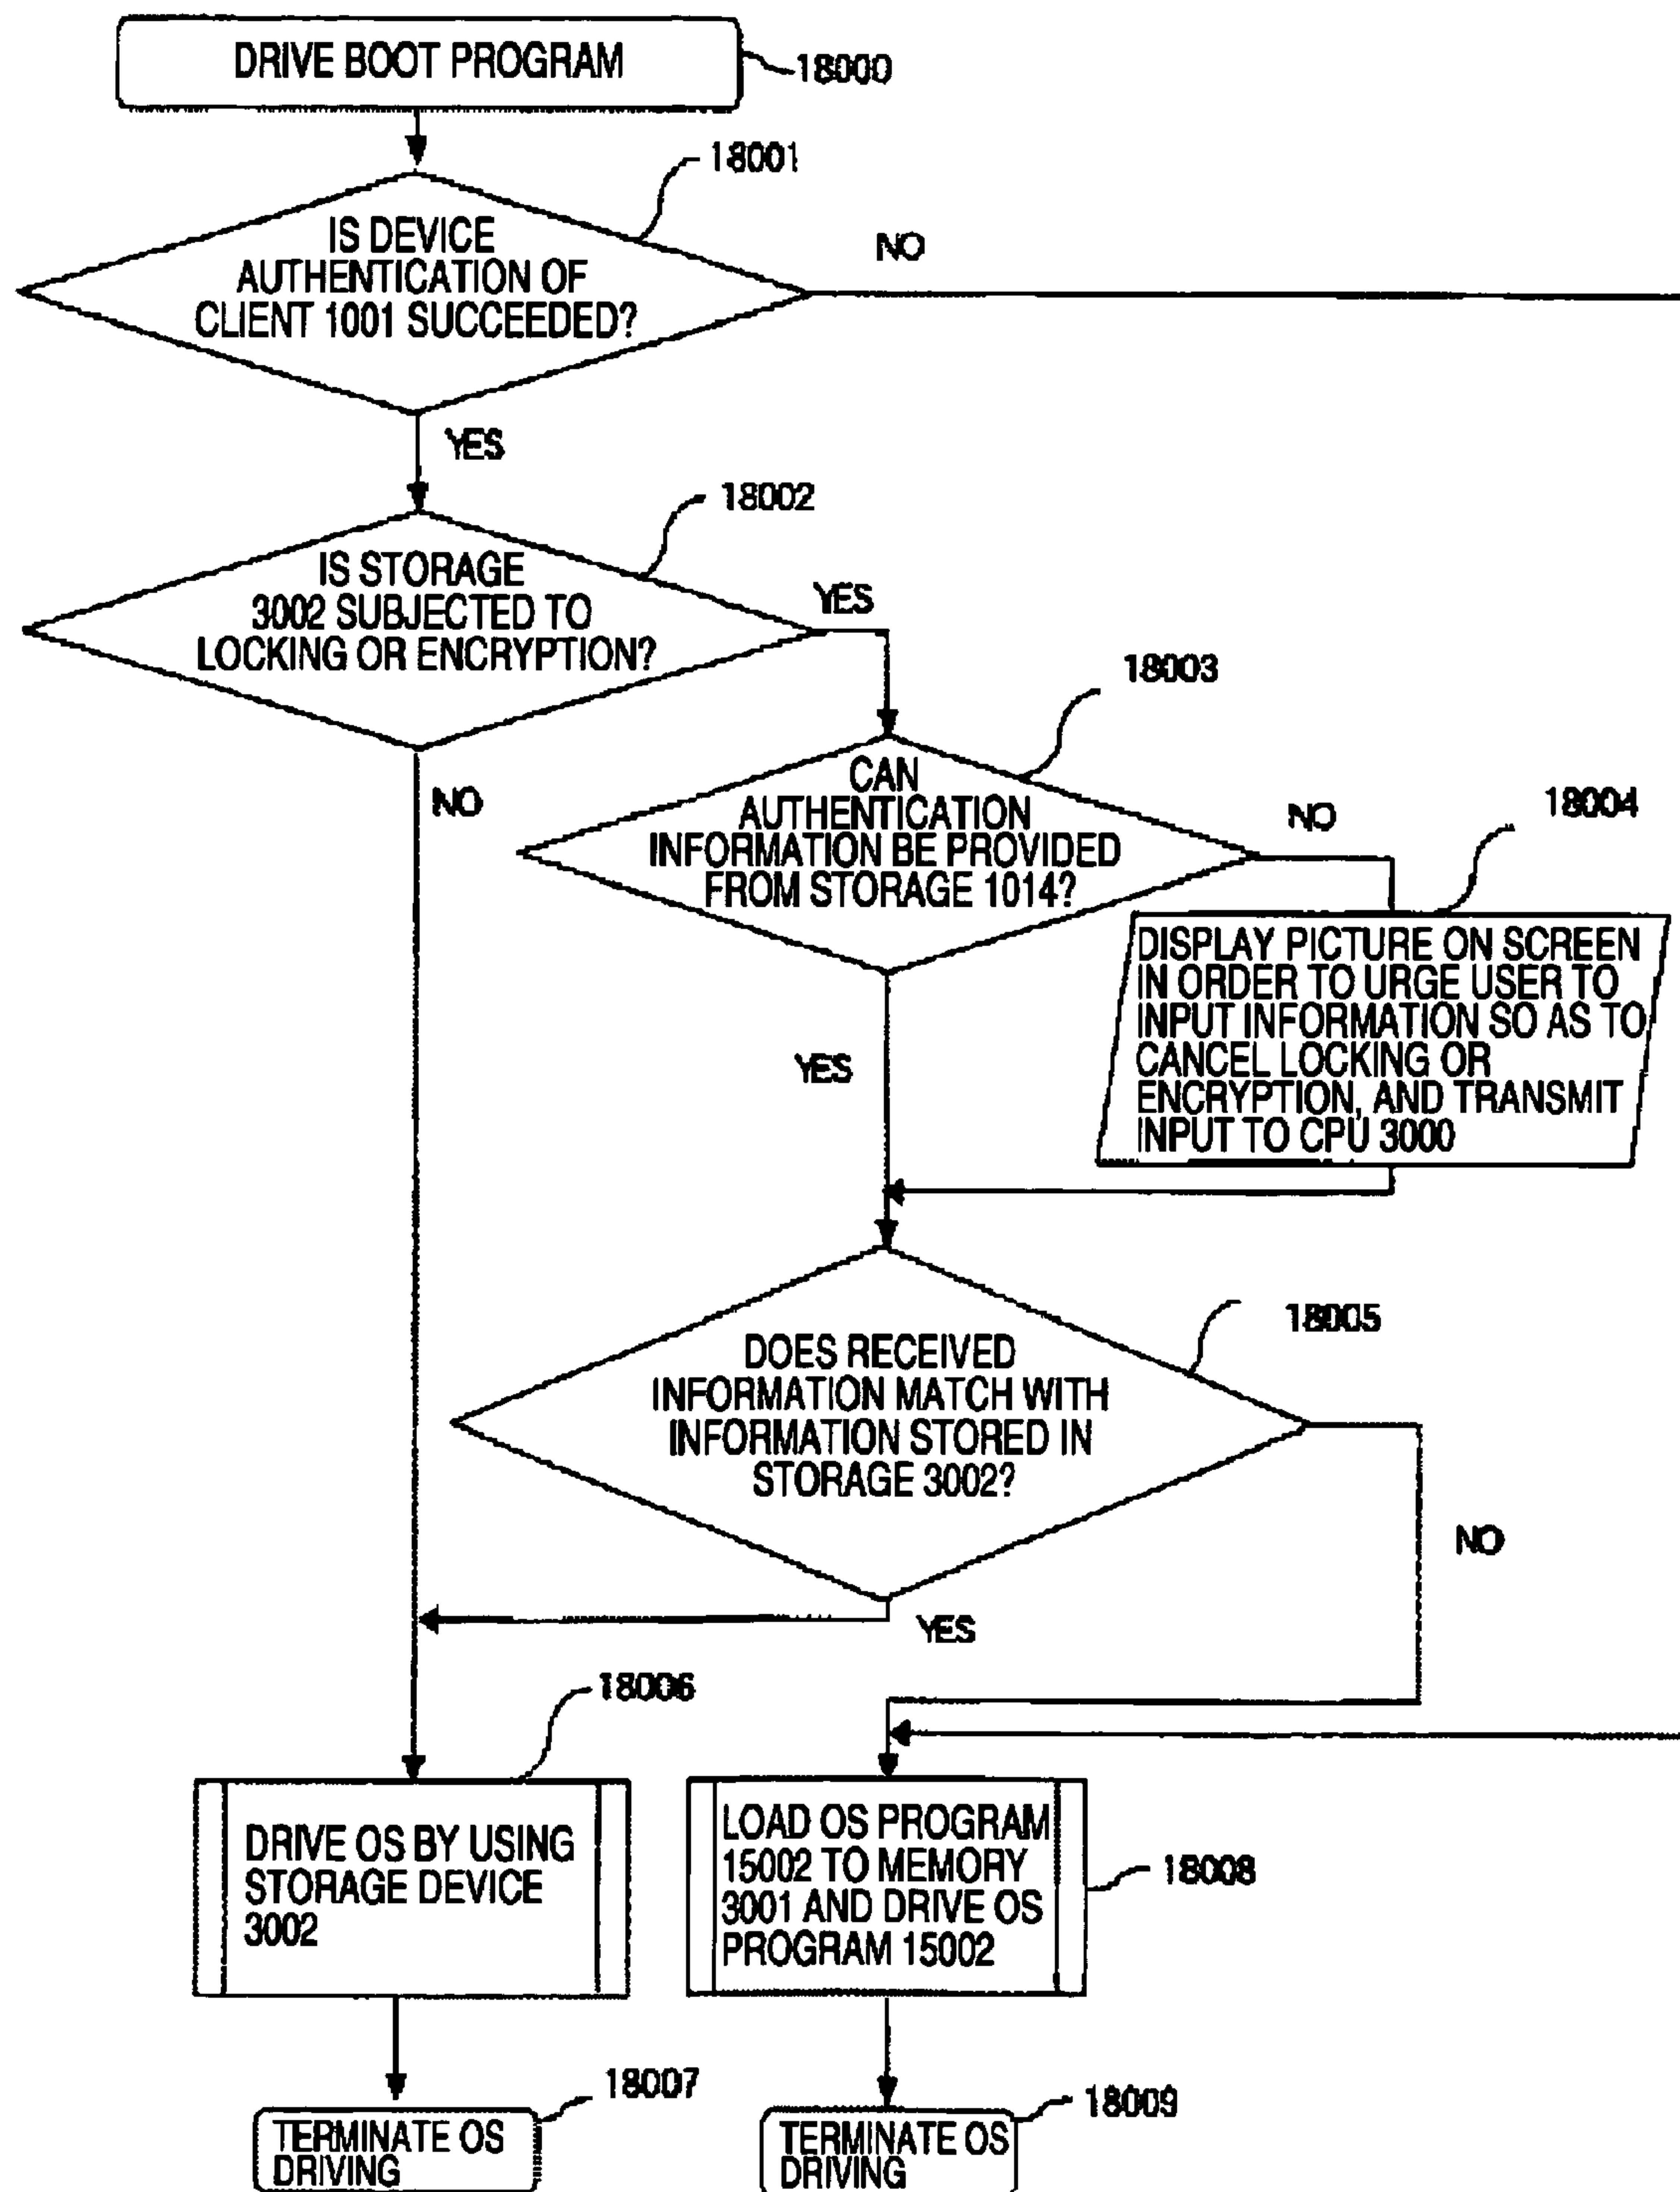 DRIVE BOOT PROGRAM
18000
18001
IS DEVICE
AUTHENTICATION OF
CLIENT 1001 SUCCEEDED?
NO
YES
18002
IS STORAGE
3002 SUBJECTED TO
LOCKING OR ENCRYPTION?
YES
NO
18003
CAN
AUTHENTICATION
INFORMATION BE PROVIDED
FROM STORAGE 1014?
NO
YES
18004
DISPLAY PICTURE ON SCREEN
IN ORDER TO URGE USER TO
INPUT INFORMATION SO AS TO
CANCEL LOCKING OR
ENCRYPTION, AND TRANSMIT
INPUT TO CPU 3000
18005
DOES RECEIVED
INFORMATION MATCH WITH
INFORMATION STORED IN
STORAGE 3002?
NO
YES
18006
DRIVE OS BY USING
STORAGE DEVICE
3002
LOAD OS PROGRAM
15002 TO MEMORY
3001 AND DRIVE OS
PROGRAM 15002
18008
18007
TERMINATE OS
DRIVING
18009
TERMINATE OS
DRIVING